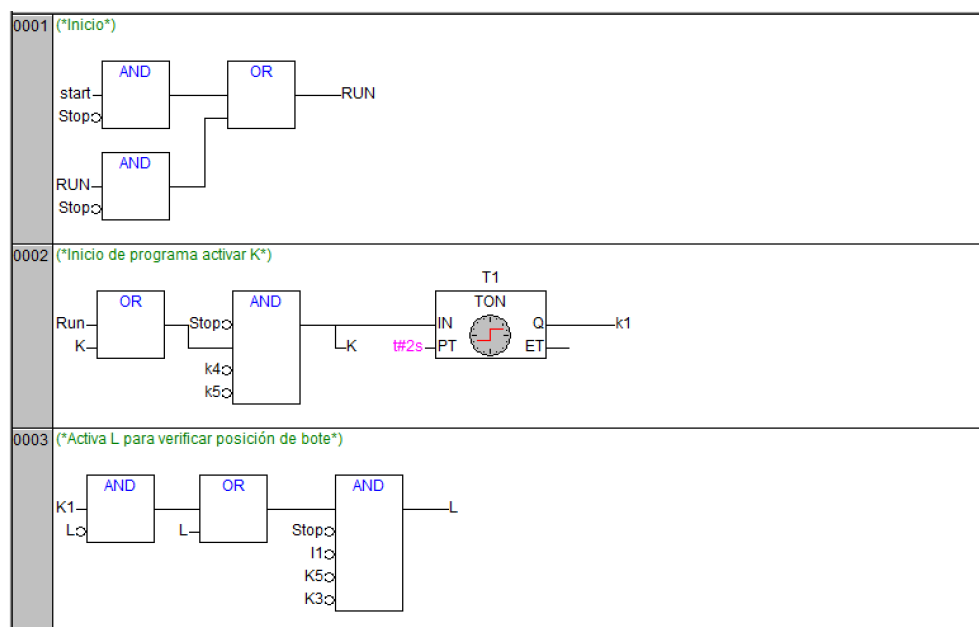 0001 (*Inicio*)
AND
OR
start
RUN
Stop
AND
RUN
Stop
0002 (*Inicio de programa activar K*)
T1
OR
AND
TON
Run
Stop
IN
Q
k1
K
K
t#2s
PT
ET
k4
k5
0003 (*Activa L para verificar posición de bote*)
AND
OR
AND
K1
L
L
L
Stop
I1
K5
K3